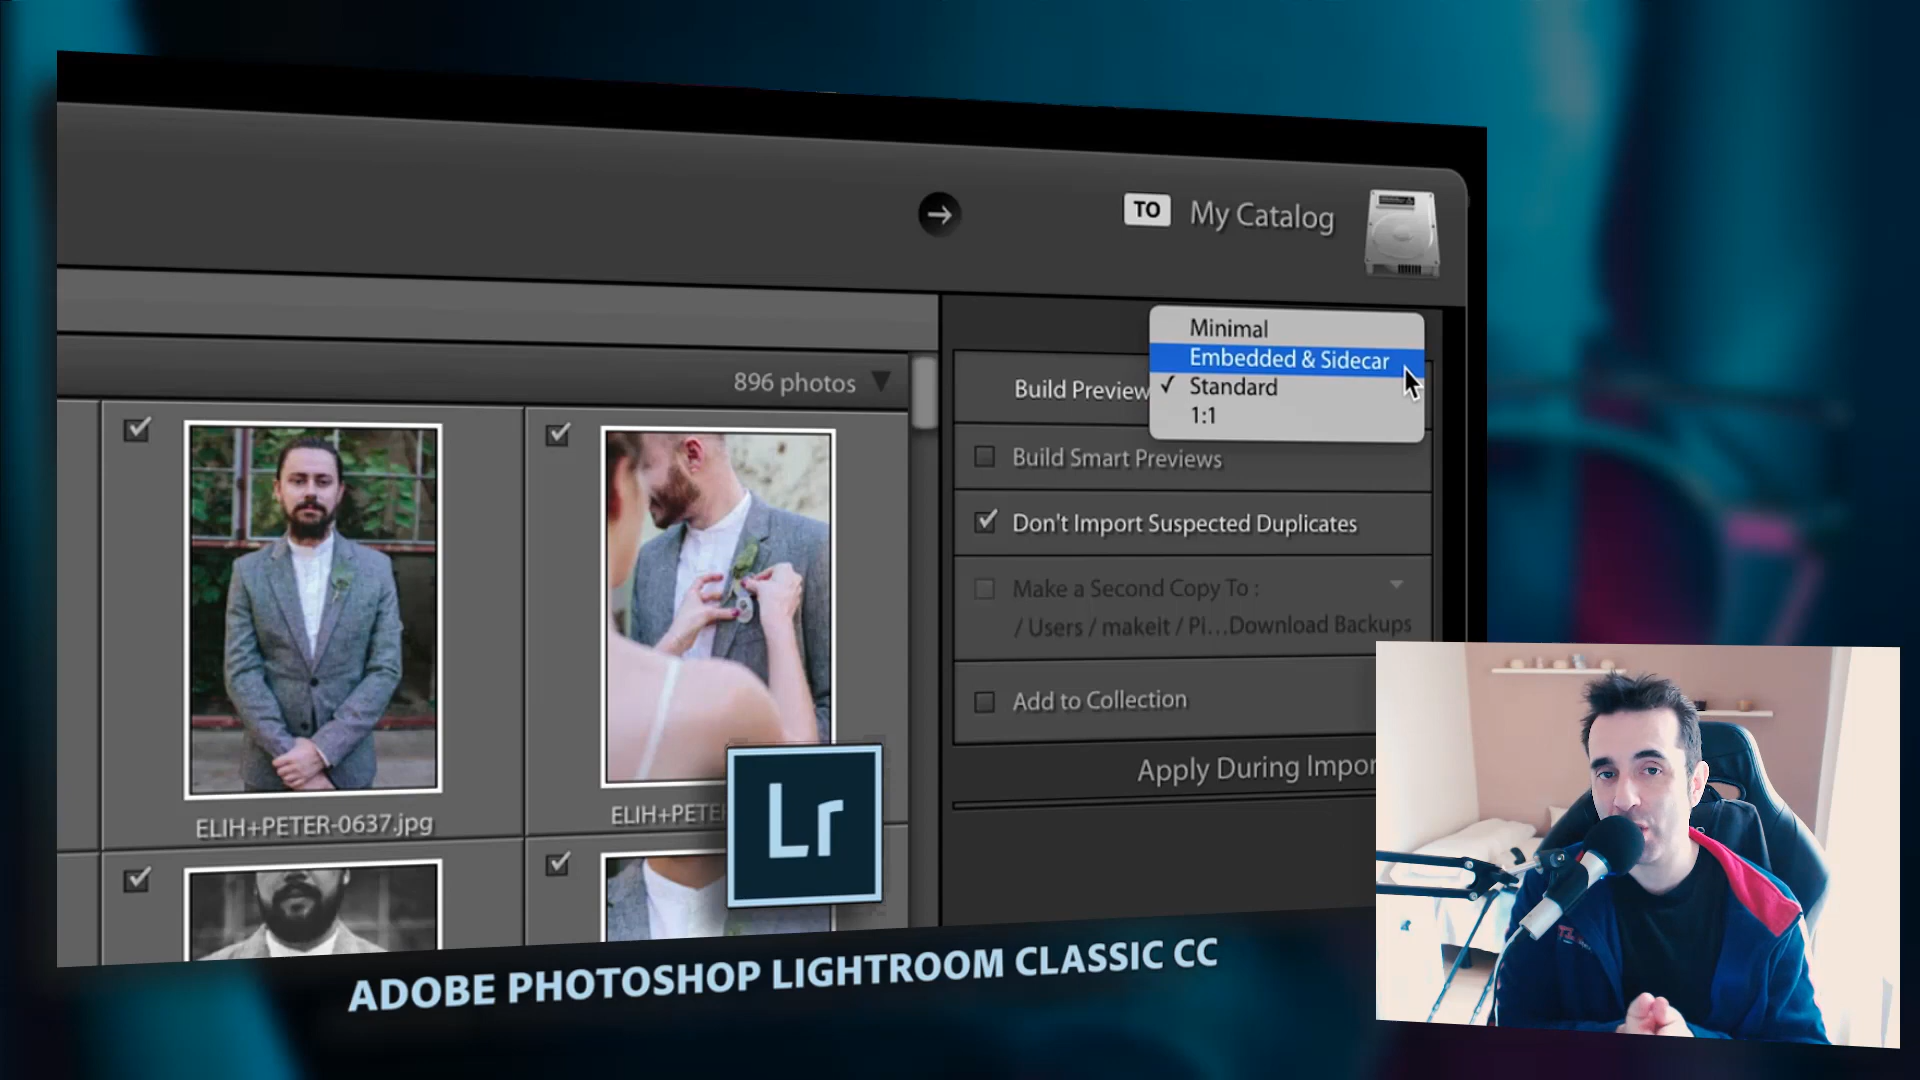 TO My Catalog
Minimal
Embedded & Sidecar
Build Preview
Standard
1:1
896 photos
Build Smart Previews
Don't Import Suspected Duplicates
Make a Second Copy To :
/ Users / makeit / Pi...Download Backups
Add to Collection
Apply During Impor
ELIH+PETER-0637.jpg
ELIH+PETE
Lr
ADOBE PHOTOSHOP LIGHTROOM CLASSIC CC